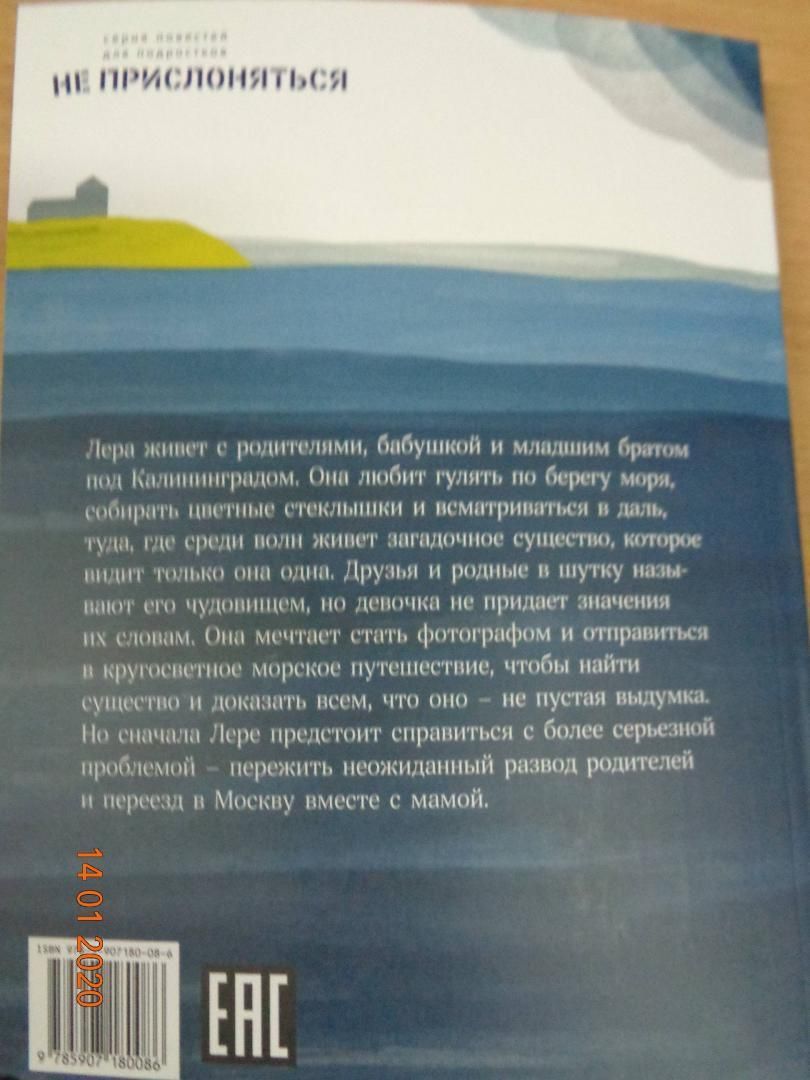 серия повестей
для подростков
НЕ ПРИСЛОНЯТЬСЯ
Лера живет с родителями, бабушкой и младшим братом
под Калининградом. Она любит гулять по берегу моря,
собирать цветные стеклышки и всматриваться в даль,
туда, где среди волн живет загадочное существо, которое
видит только она одна. Друзья и родные в шутку назы-
вают его чудовищем, но девочка не придает значения
их словам. Она мечтает стать фотографом и отправиться
в кругосветное морское путешествие, чтобы найти
существо и доказать всем, что оно – не пустая выдумка.
Но сначала Лере предстоит справиться с более серьезной
проблемой – пережить неожиданный развод родителей
и переезд в Москву вместе с мамой.
14 01 2020
ISBN 907180-08-6
9 785907 180086
EAC